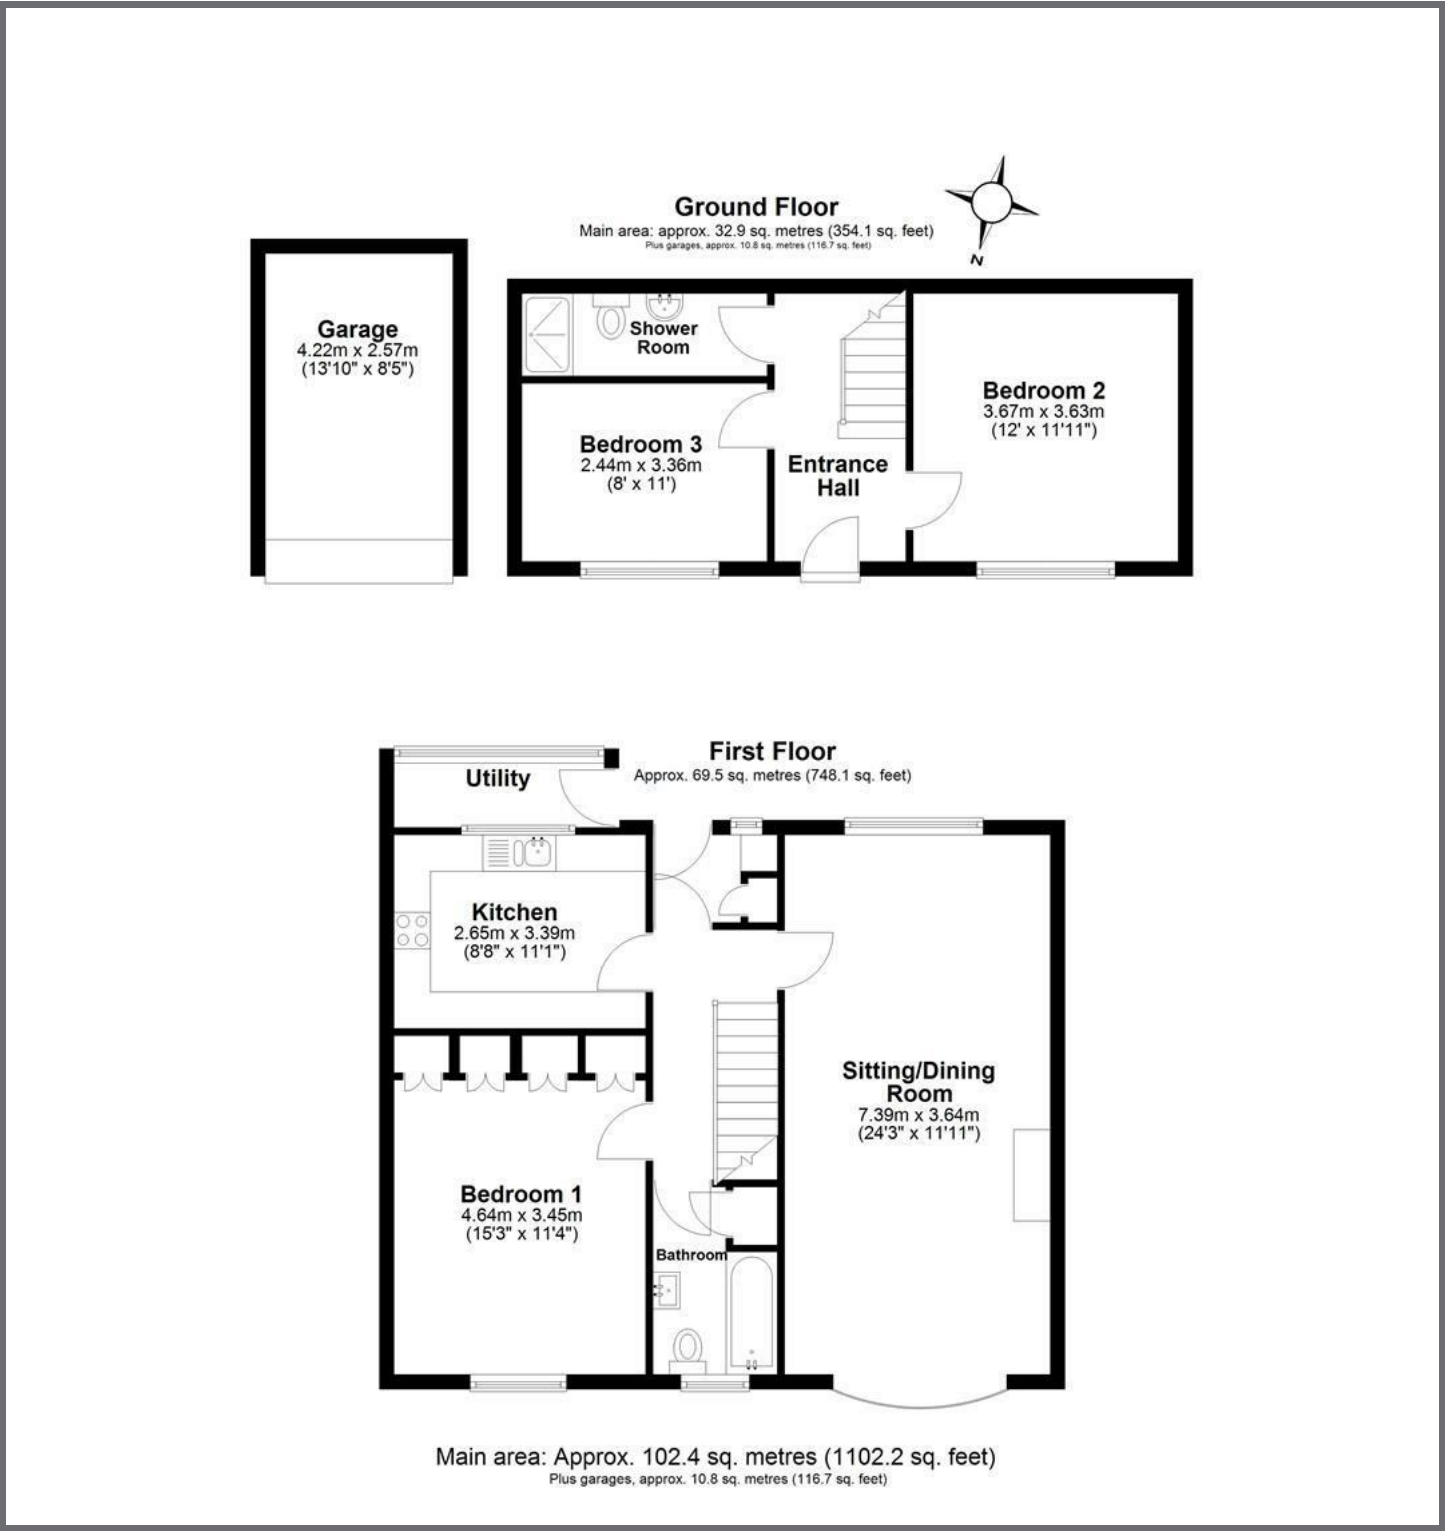 Ground Floor
Main area: approx. 32.9 sq. metres (354.1 sq. feet)
Plus garages, approx. 10.8 sq. metres (116.7 sq. feet)
N
Garage
4.22m x 2.57m
(13'10" x 8'5")
Shower
Room
Bedroom 3
2.44m x 3.36m
(8' x 11')
Entrance
Hall
Bedroom 2
3.67m x 3.63m
(12' x 11'11")
First Floor
Approx. 69.5 sq. metres (748.1 sq. feet)
Utility
Kitchen
2.65m x 3.39m
(8'8" x 11'1")
Sitting/Dining
Room
7.39m x 3.64m
(24'3" x 11'11")
Bedroom 1
4.64m x 3.45m
(15'3" x 11'4")
Bathroom
Main area: Approx. 102.4 sq. metres (1102.2 sq. feet)
Plus garages, approx. 10.8 sq. metres (116.7 sq. feet)